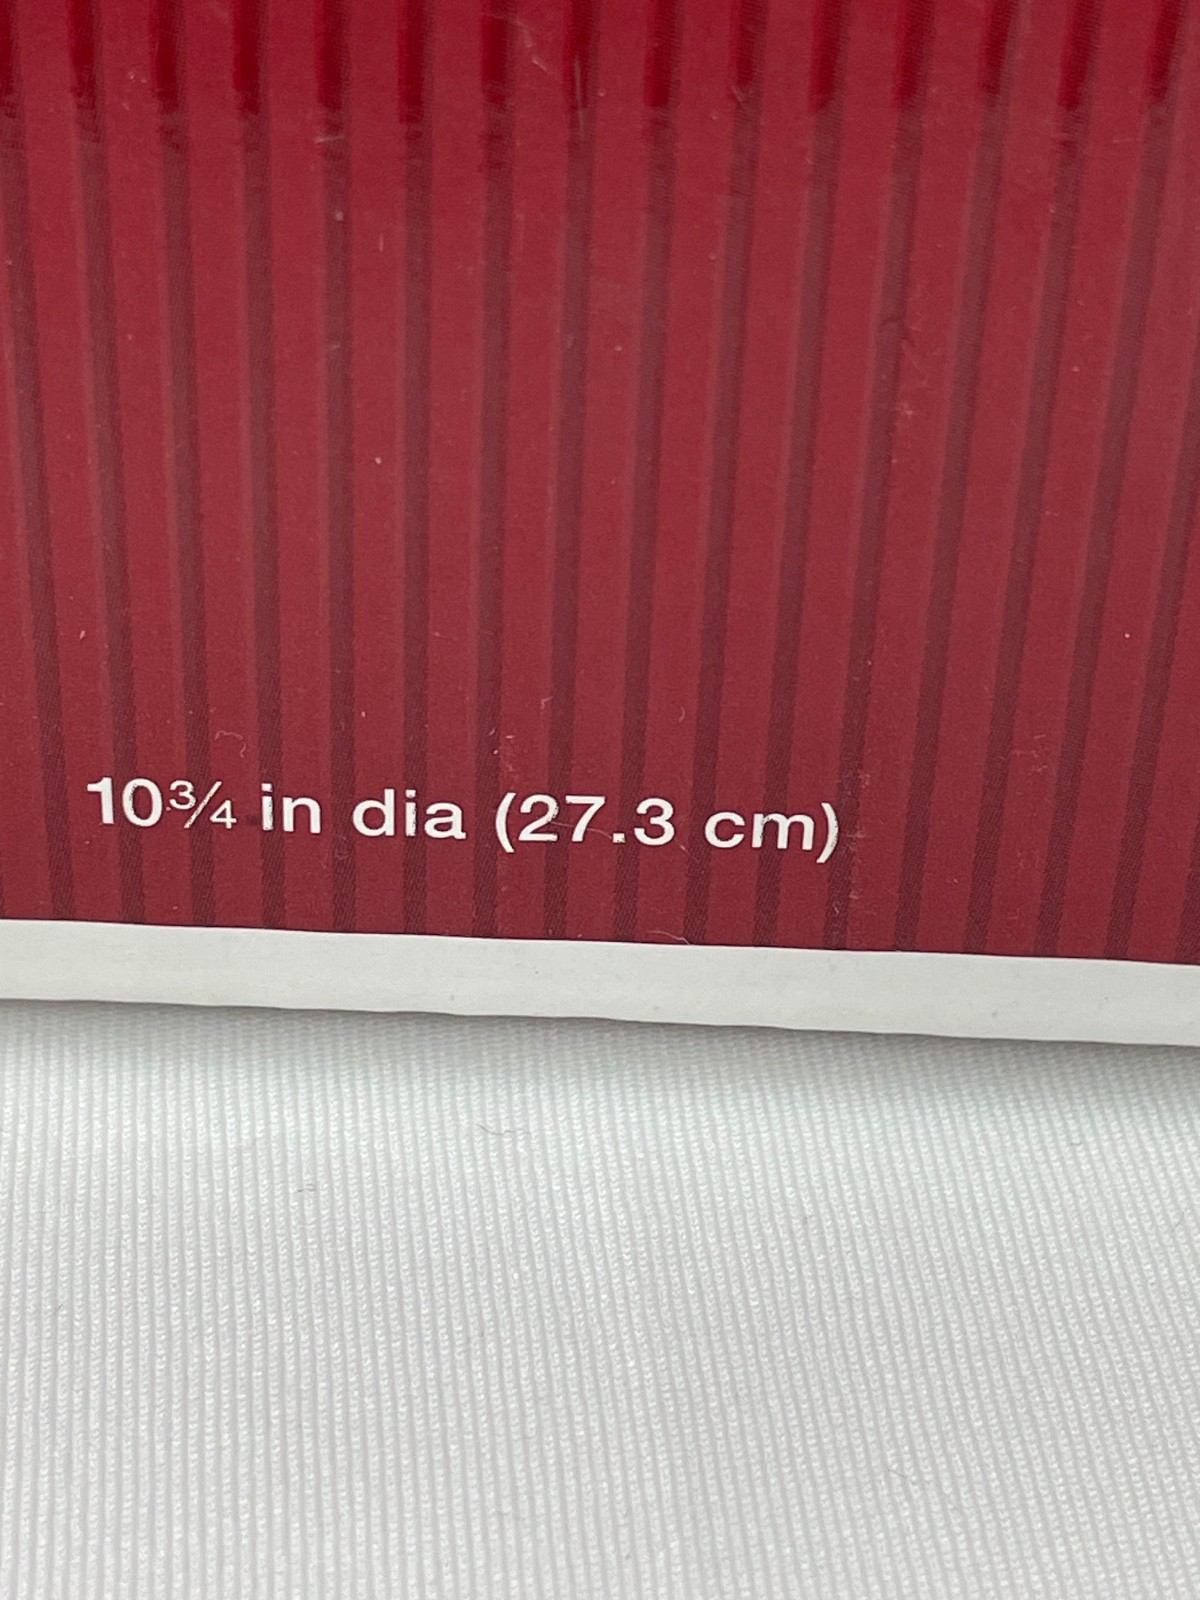 10¾ in dia (27.3 cm)